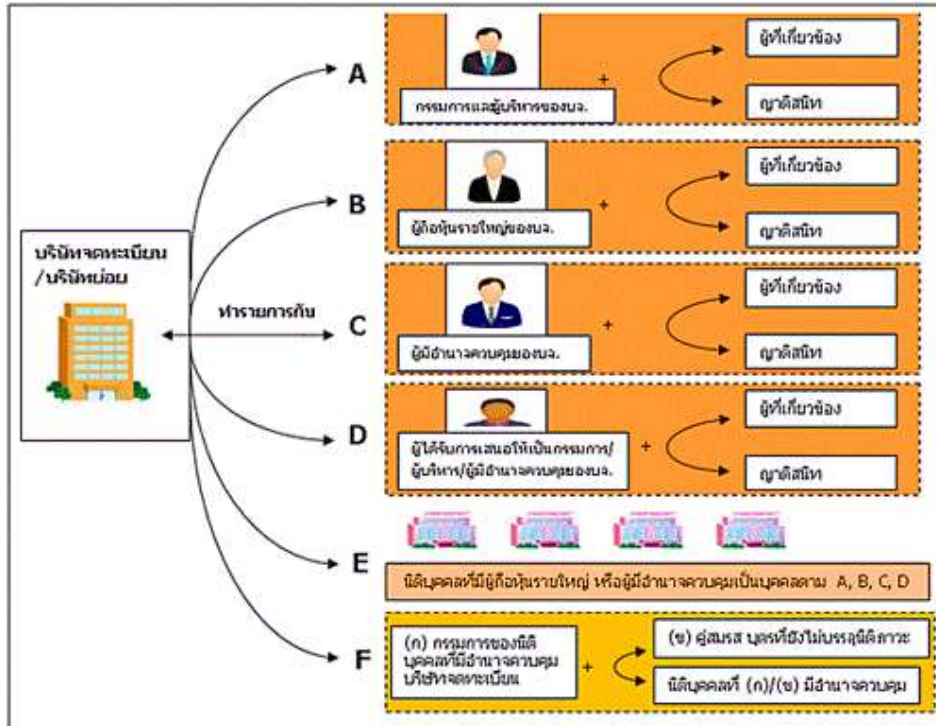 A
กรรมการและผู้บริหารของบจ.
+
ผู้ที่เกี่ยวข้อง
ญาติสนิท
B
ผู้ถือหุ้นรายใหญ่ของบจ.
+
ผู้ที่เกี่ยวข้อง
ญาติสนิท
บริษัทจดทะเบียน
/บริษัทย่อย
ทำรายการกับ
C
ผู้มีอำนาจควบคุมของบจ.
+
ผู้ที่เกี่ยวข้อง
ญาติสนิท
D
ผู้ได้รับการเสนอให้เป็นกรรมการ/
ผู้บริหาร/ผู้มีอำนาจควบคุมของบจ.
+
ผู้ที่เกี่ยวข้อง
ญาติสนิท
E
นิติบุคคลที่มีผู้ถือหุ้นรายใหญ่ หรือผู้มีอำนาจควบคุมเป็นบุคคลตาม A, B, C, D
F
(ก) กรรมการของนิติ
บุคคลที่มีอำนาจควบคุม
บริษัทจดทะเบียน
+
(ข) คู่สมรส บุตรที่ยังไม่บรรลุนิติภาวะ
นิติบุคคลที่ (ก)/(ข) มีอำนาจควบคุม